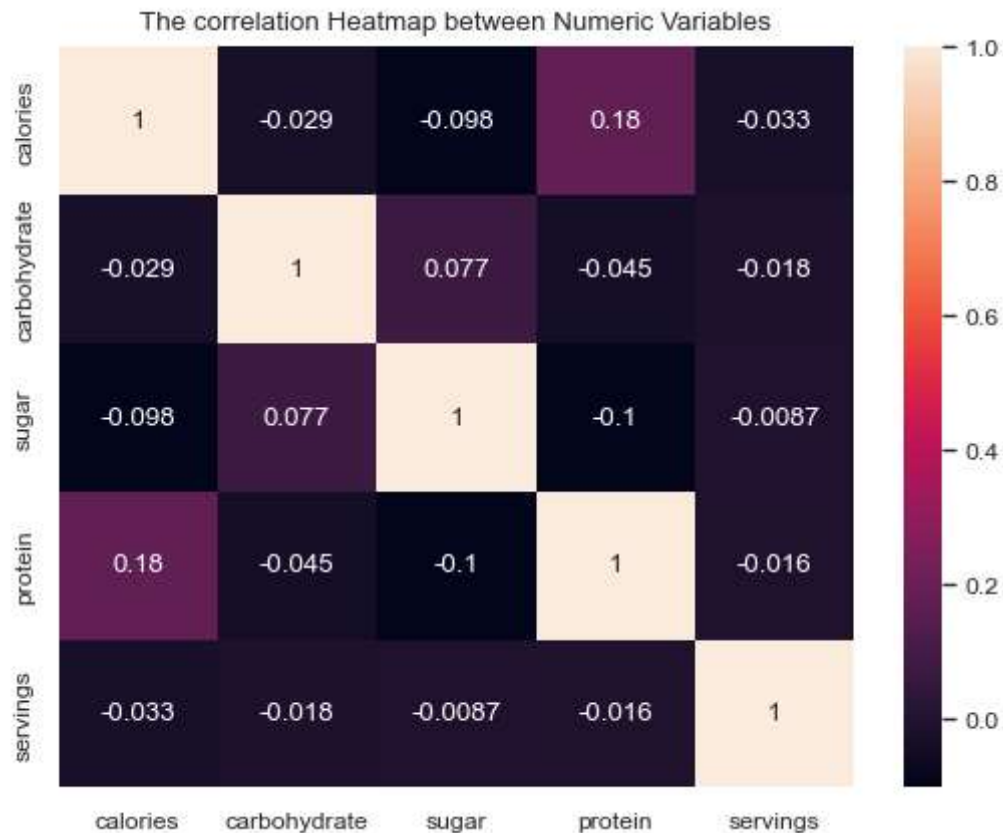 The correlation Heatmap between Numeric Variables
calories 1 -0.029 -0.098 0.18 -0.033
carbohydrate -0.029 1 0.077 -0.045 -0.018
sugar -0.098 0.077 1 -0.1 -0.0087
protein 0.18 -0.045 -0.1 1 -0.016
servings -0.033 -0.018 -0.0087 -0.016 1
calories carbohydrate sugar protein servings
1.0
0.8
0.6
0.4
0.2
0.0